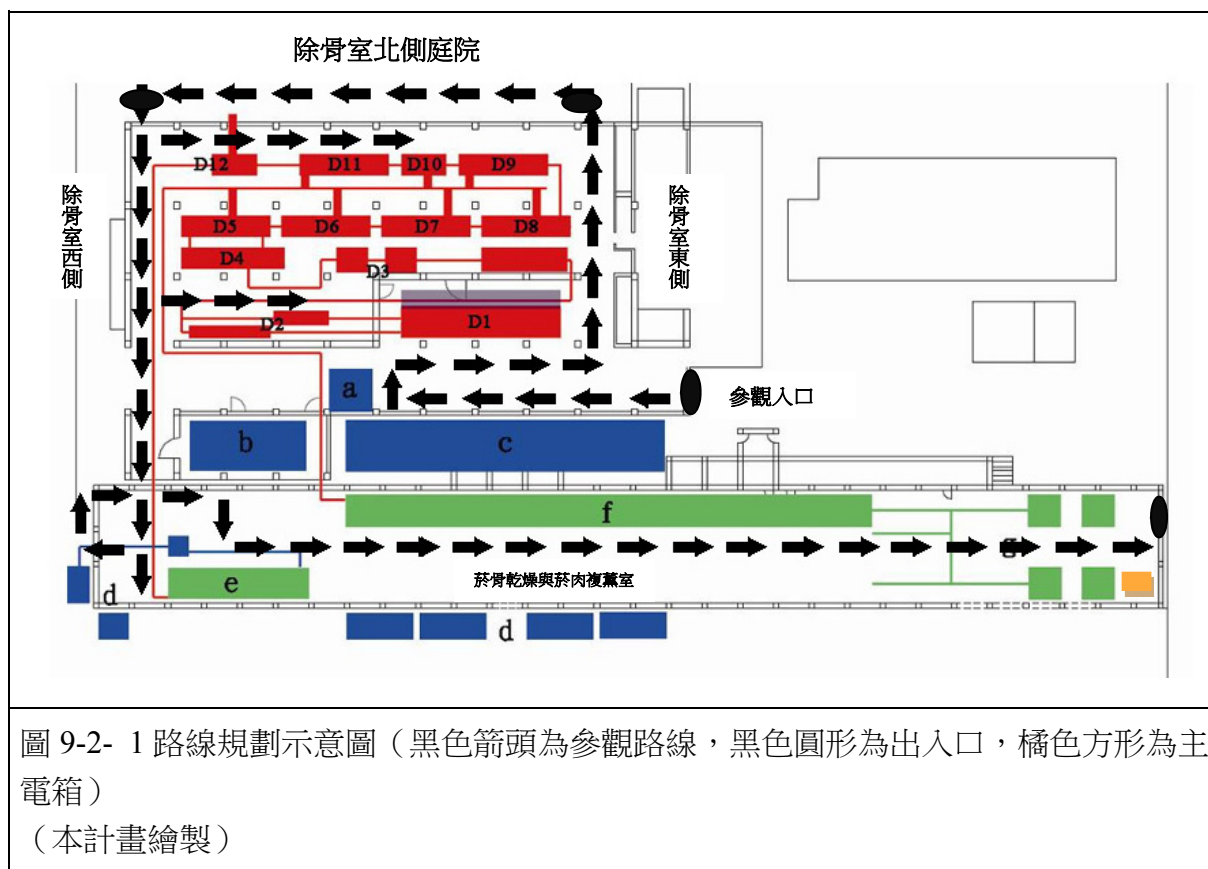 除骨室北側庭院
D12
D11
D10
D9
除骨室西側
除骨室東側
D5
D6
D7
D8
D4
D3
D2
D1
a
參觀入口
b
c
f
g
e
菸骨乾燥與菸肉複薰室
d
d
圖 9-2- 1 路線規劃示意圖（黑色箭頭為參觀路線，黑色圓形為出入口，橘色方形為主
電箱）
（本計畫繪製）